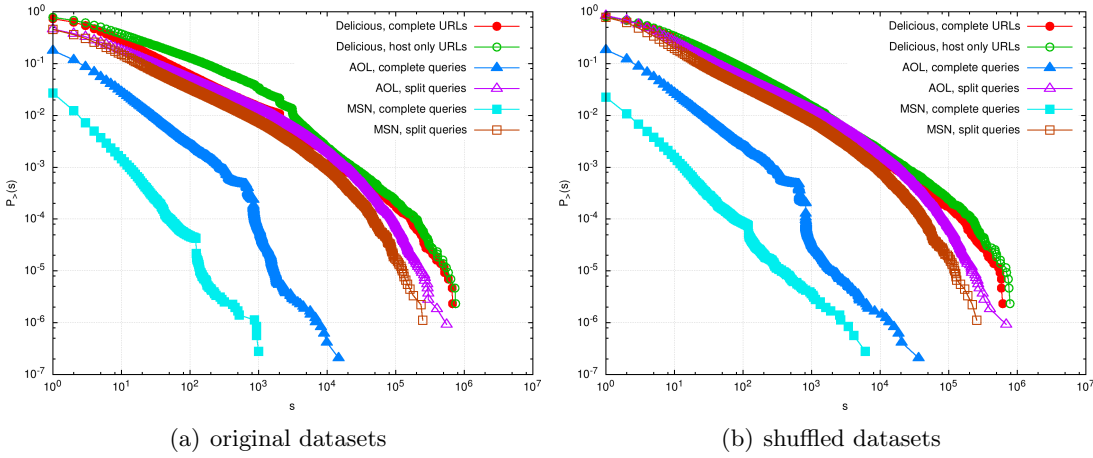 10^0
10^-1
10^-2
10^-3
10^-4
10^-5
10^-6
10^-7
P_>(s)
10^0 10^1 10^2 10^3 10^4 10^5 10^6 10^7
s
Delicious, complete URLs
Delicious, host only URLs
AOL, complete queries
AOL, split queries
MSN, complete queries
MSN, split queries
(a) original datasets
10^0
10^-1
10^-2
10^-3
10^-4
10^-5
10^-6
10^-7
P_>(s)
10^0 10^1 10^2 10^3 10^4 10^5 10^6 10^7
s
Delicious, complete URLs
Delicious, host only URLs
AOL, complete queries
AOL, split queries
MSN, complete queries
MSN, split queries
(b) shuffled datasets